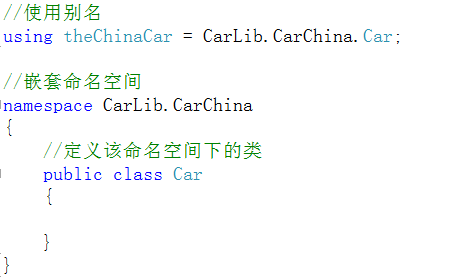 //使用别名
using theChinaCar = CarLib.CarChina.Car;
//嵌套命名空间
namespace CarLib.CarChina
{
//定义该命名空间下的类
public class Car
{
}
}